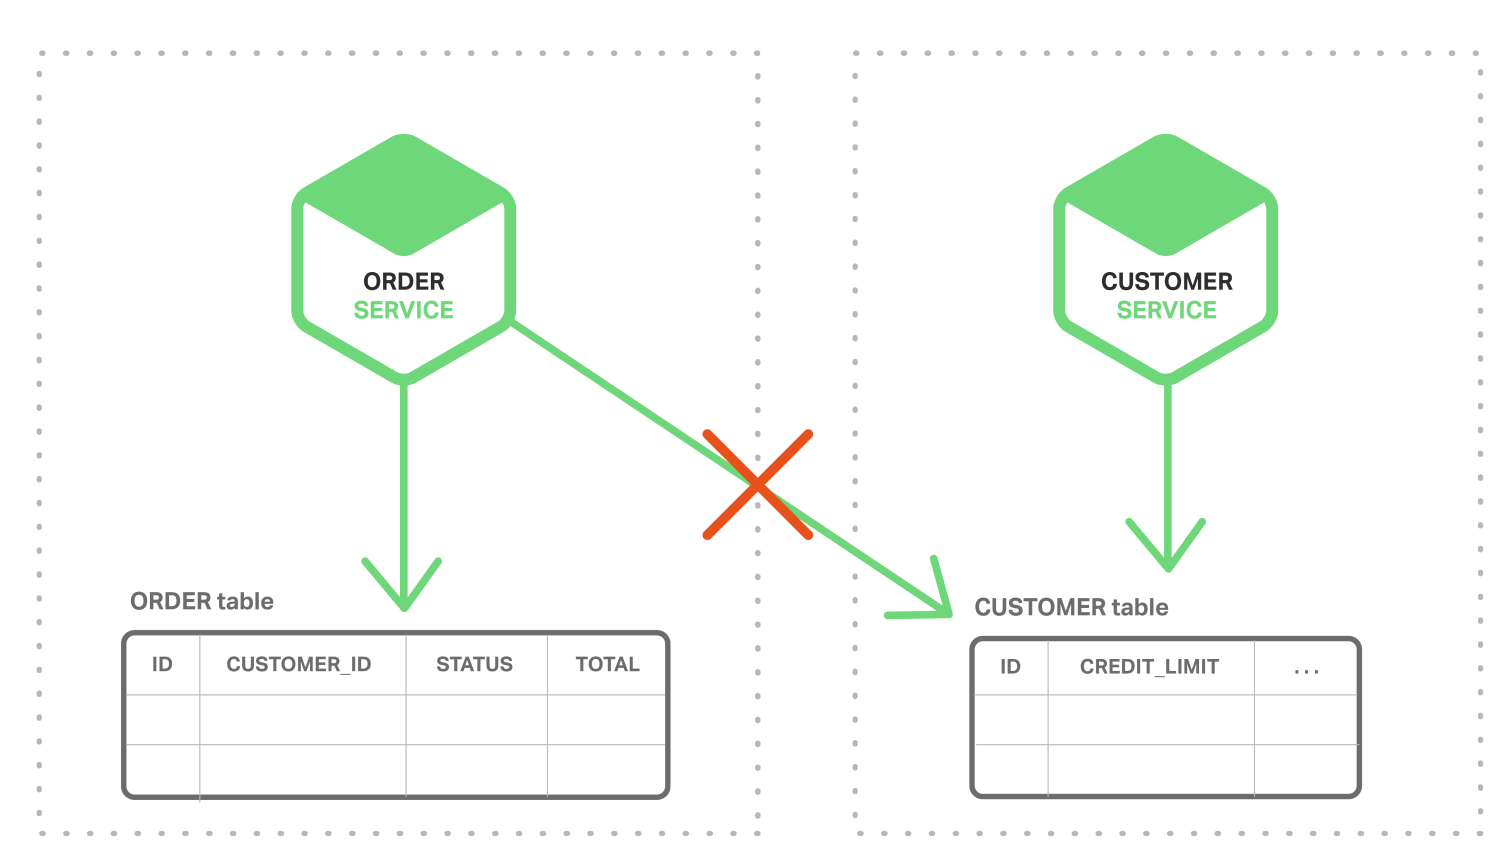 ORDER
SERVICE
CUSTOMER
SERVICE
ORDER table
ID CUSTOMER_ID STATUS TOTAL
CUSTOMER table
ID CREDIT_LIMIT ...